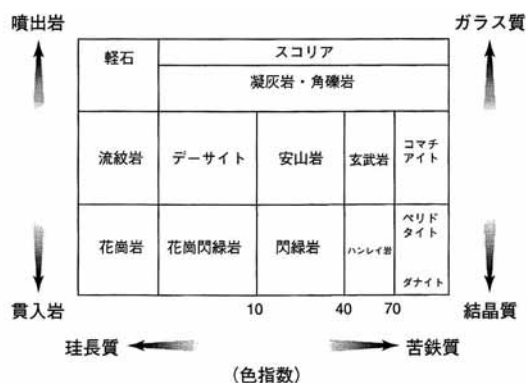 噴出岩
ガラス質
軽石
スコリア
凝灰岩・角礫岩
流紋岩
デーサイト
安山岩
玄武岩
コマチ
アイト
花崗岩
花崗閃緑岩
閃緑岩
ハンレイ岩
ペリド
タイト
ダナイト
貫入岩
10
40
70
結晶質
珪長質
苦鉄質
(色指数)